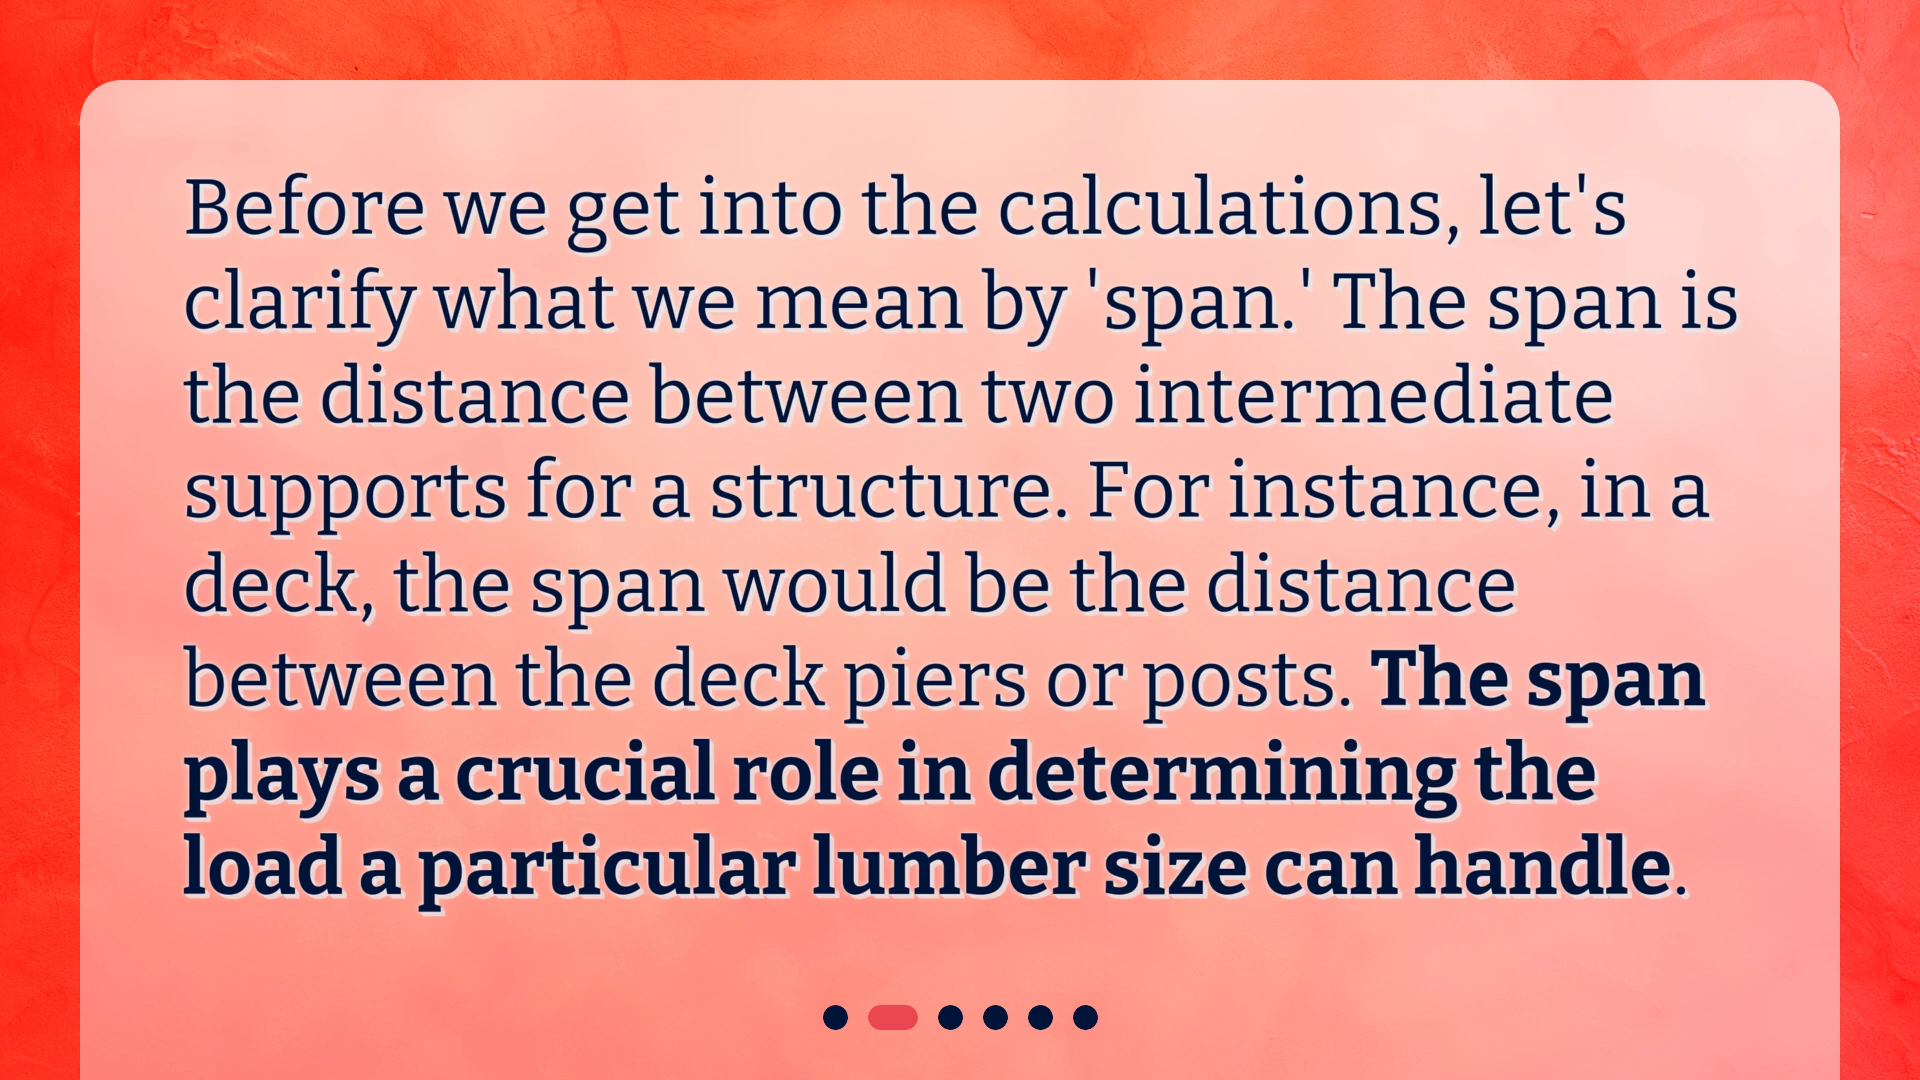 Before we get into the calculations, let's
clarify what we mean by 'span.' The span is
the distance between two intermediate
supports for a structure. For instance, in a
deck, the span would be the distance
between the deck piers or posts. The span
plays a crucial role in determining the
load a particular lumber size can handle.